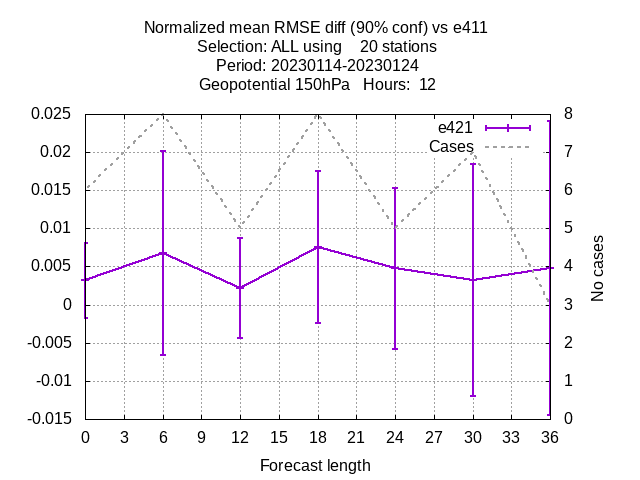 Normalized mean RMSE diff (90% conf) vs e411
Selection: ALL using    20 stations
Period: 20230114-20230124
Geopotential 150hPa   Hours:  12
0.025
0.02
0.015
0.01
0.005
0
-0.005
-0.01
-0.015
e421
Cases
8
7
6
5
4
3
2
1
0
No cases
0 3 6 9 12 15 18 21 24 27 30 33 36
Forecast length